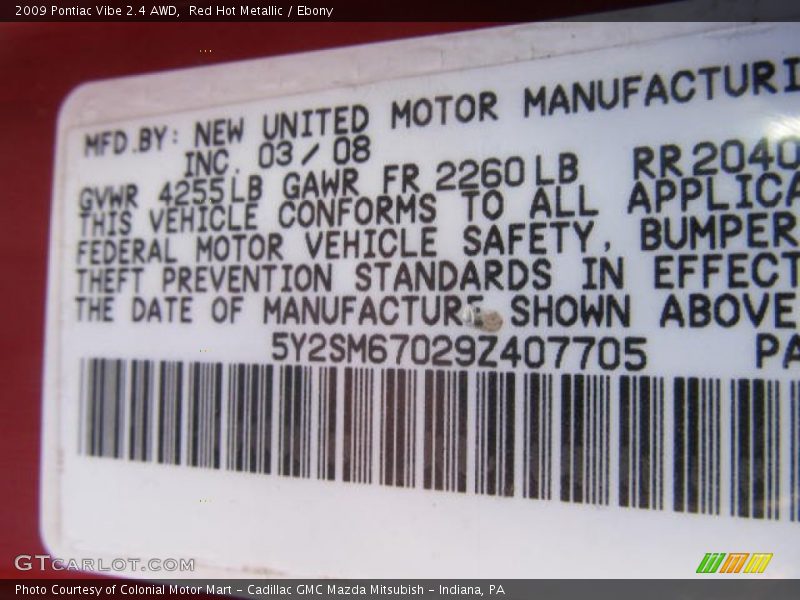 2009 Pontiac Vibe 2.4 AWD,  Red Hot Metallic / Ebony
MFD.BY: NEW UNITED MOTOR MANUFACTURI
INC. 03/08
GVWR 4255LB GAWR FR 2260LB RR2040
THIS VEHICLE CONFORMS TO ALL APPLICA
FEDERAL MOTOR VEHICLE SAFETY, BUMPER
THEFT PREVENTION STANDARDS IN EFFECT
THE DATE OF MANUFACTURE SHOWN ABOVE
5Y2SM67029Z407705 PA
GTCARLOT.COM
Photo Courtesy of Colonial Motor Mart - Cadillac GMC Mazda Mitsubish - Indiana, PA